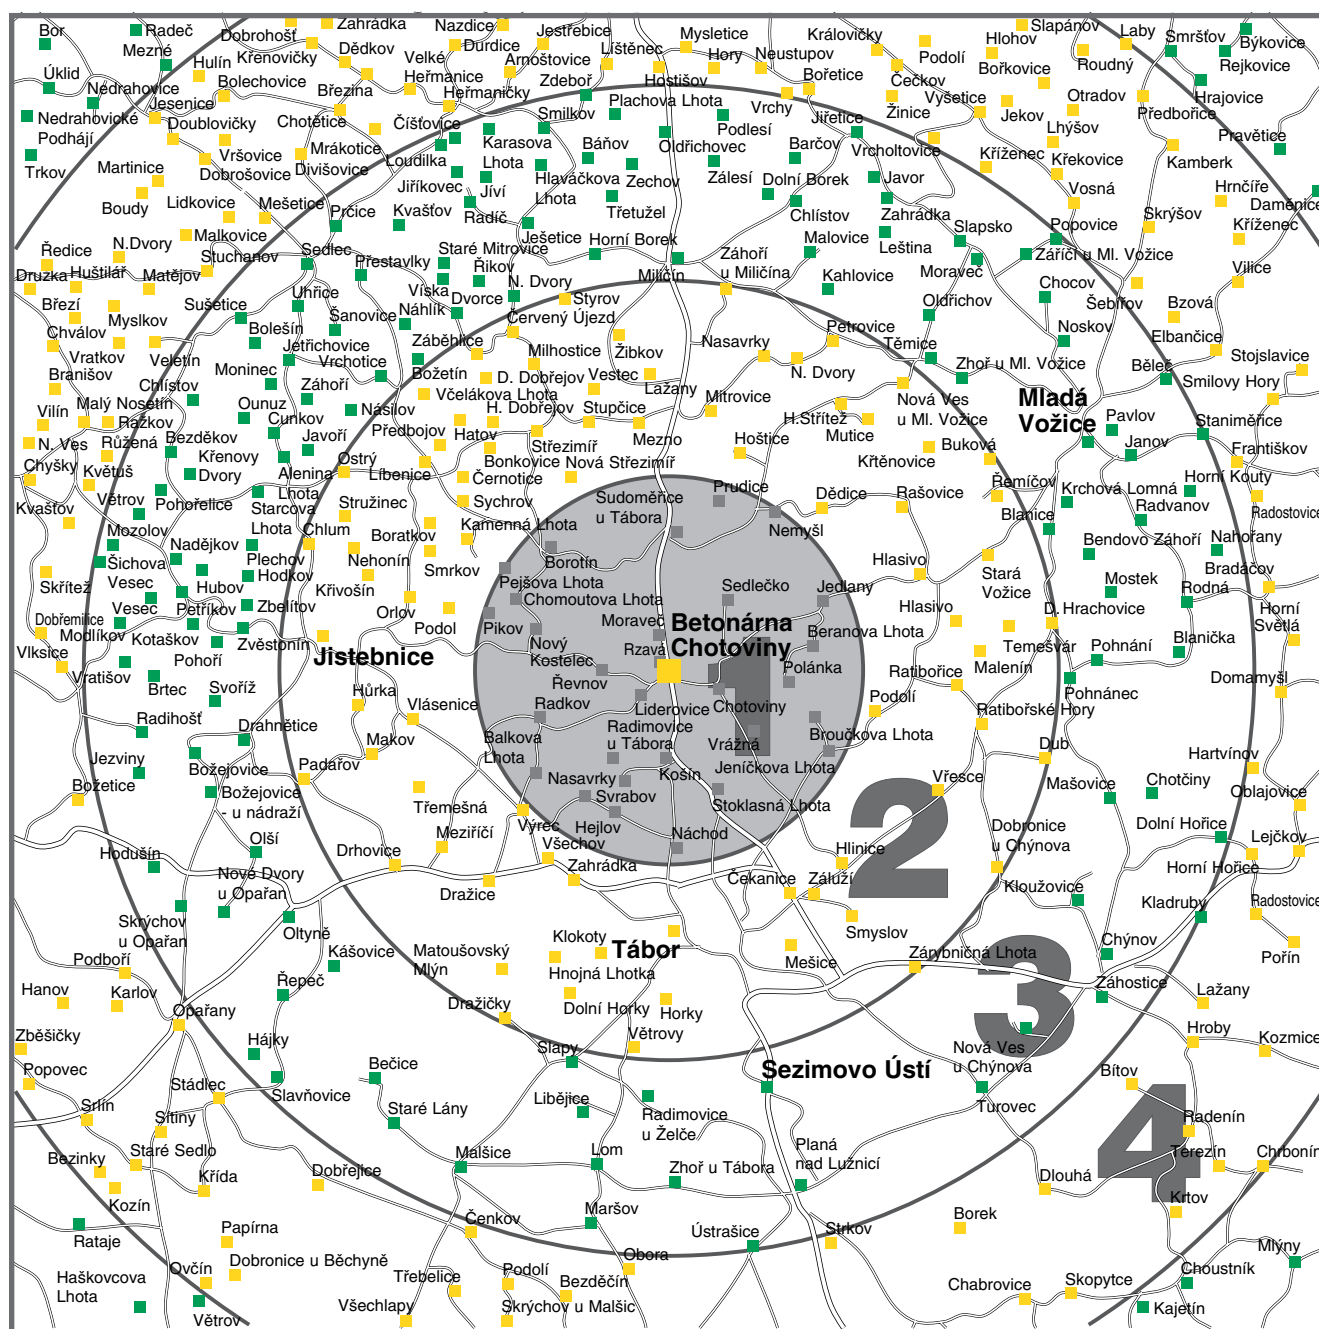 Bor
Radeč
Mezné
Úklid
Nedrahovice
Nedrahovické
Podhájí
Trkov
Dobrohošť
Zahrádka
Křenovičky
Dědkov
Hulín
Bolechovice
Jesenice
Doublovičky
Březina
Chotětice
Vršovice
Mrákotice
Dobrošovice
Divišovice
Martinice
Boudy
Lidkovice
Mešetice
Malkovice
Nazdice
Jestřebice
Velké
Heřmanice
Durdice
Arnoštovice
Heřmaničky
Líštěnec
Zdeboř
Mysletice
Hostišov
Hory
Neustupov
Královičky
Podolí
Čečkov
Bořetice
Vrchy
Žinice
Vyšetice
Slapánov
Hlohov
Bořkovice
Roudný
Laby
Smršťov
Býkovice
Rejkovice
Hrajovice
Otradov
Předbořice
Jekov
Lhýšov
Pravětice
Kamberk
Kříženec
Křekovice
Vosná
Číšťovice
Loudilka
Karasova
Lhota
Smilkov
Plachova Lhota
Podlesí
Oldřichovec
Báňov
Barčov
Jiřetice
Vrcholtovice
Jiříkovec
Jíví
Hlaváčkova
Lhota
Zechov
Zálesí
Dolní Borek
Javor
Třetužel
Kvašťov
Radíč
Ješetice
Prčice
Sedlec
Chlístov
Zahrádka
Leština
Malovice
Slapsko
Popovice
Skrýšov
Hrnčíře
Daměnice
Kříženec
Ředice
N.Dvory
Druzka
Huštilář
Matějov
Stuchanov
Přestavlky
Staré Mitrovice
Řikov
Víska
N. Dvory
Dvorce
Horní Borek
Miličín
Záhoří
u Miličína
Kahlovice
Moraveč
Záříčí u Ml. Vožice
Vilice
Chocov
Šebířov
Oldřichov
Bzová
Noskov
Elbančice
Březí
Myslkov
Sušetice
Uhřice
Šanovice
Náhlík
Styrov
Červený Újezd
Chválov
Bolešín
Jetřichovice
Záběhlice
Vratkov
Veletín
Vrchotice
Milhostice
Žibkov
Nasavrky
Petrovice
Těmice
Zhoř u Ml. Vožice
Běleč
Stojslavice
Smilovy Hory
Branišov
Moninec
Chlístov
Záhoří
Božetín
D. Dobřejov
Vestec
Lažany
N. Dvory
Mitrovice
Včelákova Lhota
Vilín
Malý Nosetín
Ražkov
Ounuz
Násilov
H. Dobřejov
Stupčice
H.Střítež
Nová Ves
u Ml. Vožice
Mladá
Vožice
Pavlov
Staniměřice
N. Ves
Růžená
Bezděkov
Cunkov
Javoří
Předbojov
Hatov
Střezimíř
Mezno
Hoštice
Mutice
Buková
Janov
Františkov
Chyšky
Květuš
Křenovy
Dvory
Alenina
Lhota
Ostrý
Líbenice
Bonkovice
Nová Střezimíř
Křtěnovice
Horní Kouty
Větrov
Pohořelice
Starcova
Lhota
Stružinec
Černotice
Sychrov
Sudoměřice
u Tábora
Prudice
Dědice
Rašovice
Řemíčov
Krchová Lomná
Radostovice
Kvašťov
Mozolov
Chlum
Boratkov
Kamenná Lhota
Nemyšl
Blanice
Radvanov
Nadějkov
Plechov
Nehonín
Bendovo Záhoří
Nahořany
Šichova
Vesec
Hodkov
Smrkov
Borotín
Hlasivo
Bradáčov
Skřítež
Hubov
Křivošín
Pejšova Lhota
Sedlečko
Jedlany
Stará
Vožice
Mostek
Rodná
Dobřemilice
Vesec
Petříkov
Zbelítov
Orlov
Chomoutova Lhota
Hlasivo
D. Hrachovice
Horní
Světlá
Modlíkov
Kotaškov
Zvěstonín
Podol
Pikov
Moraveč
Betonárna
Chotoviny
Beranova Lhota
Temešvár
Blanička
Vlksice
Pohoří
Jistebnice
Nový
Kostelec
Rzavá
1
Polánka
Ratibořice
Malenín
Pohnání
Vratišov
Brtec
Svoříž
Hůrka
Řevnov
Liderovice
Chotoviny
Podolí
Pohnánec
Domamyšl
Radihošť
Drahnětice
Vlásenice
Radkov
Radimovice
u Tábora
Vrážná
Broučkova Lhota
Ratibořské Hory
Jezviny
Božejovice
Makov
Balkova
Lhota
Košín
Jeníčkova Lhota
Dub
Hartvínov
Božetice
Božejovice
- u nádraží
Padařov
Třemešná
Nasavrky
Svrabov
Stoklasná Lhota
Vřesce
Mašovice
Chotčiny
Oblajovice
2
Hodušín
Olší
Meziříčí
Výrec
Hejlov
Náchod
Dobronice
u Chýnova
Dolní Hořice
Lejčkov
Drhovice
Všechov
Hlinice
Horní Hořice
Nové Dvory
u Opařan
Dražice
Zahrádka
Čekanice
Záluží
Kloužovice
Radostovice
Skrýchov
u Opařan
Oltyně
Smyslov
Kladruby
Podboří
Kášovice
Matoušovský
Mlýn
Klokoty
Tábor
Mešice
Zárybničná Lhota
3
Chýnov
Pořín
Hanov
Karlov
Řepeč
Hnojná Lhotka
Záhostice
Lažany
Opařany
Dražičky
Dolní Horky
Horky
Zběšičky
Hájky
Slapy
Větrovy
Sezimovo Ústí
Nová Ves
u Chýnova
Hroby
Kozmice
Popovec
Stádlec
Slavňovice
Bečice
Bítov
4
Srlín
Sitiny
Staré Lány
Libějice
Radimovice
u Želče
Turovec
Radenín
Bezinky
Staré Sedlo
Malšice
Lom
Planá
nad Lužnicí
Terezín
Chrbonín
Kozín
Křída
Dobřejice
Zhoř u Tábora
Dlouhá
Krtov
Rataje
Papírna
Čenkov
Maršov
Ústrašice
Strkov
Borek
Ovčín
Dobronice u Běchyně
Obora
Mlýny
Haškovcova
Lhota
Třebelice
Podolí
Bezděčín
Chabrovice
Skopytce
Choustník
Větrov
Všechlapy
Skrýchov u Malšic
Kajetín